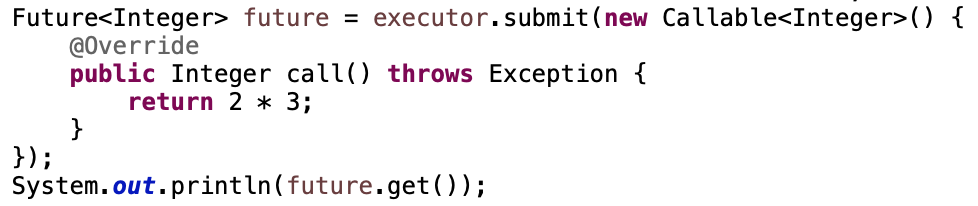 Future<Integer> future = executor.submit(new Callable<Integer>() {
    @Override
    public Integer call() throws Exception {
        return 2 * 3;
    }
});
System.out.println(future.get());